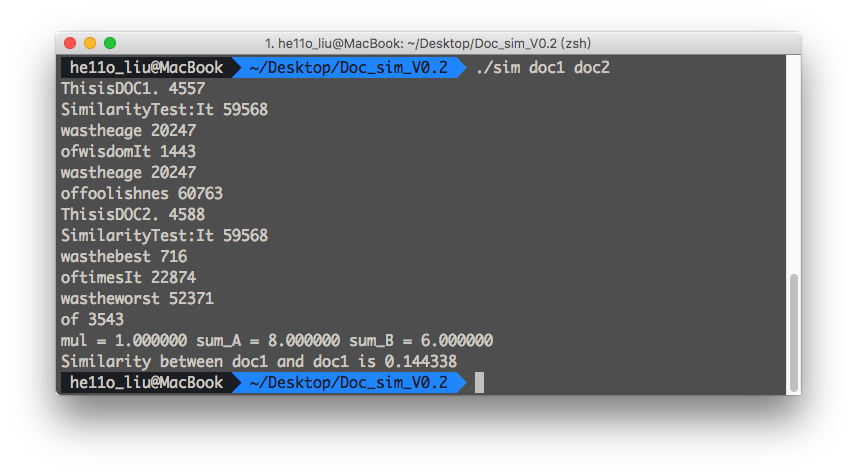 1. he11o_liu@MacBook: ~/Desktop/Doc_sim_V0.2 (zsh)
he11o_liu@MacBook ~/Desktop/Doc_sim_V0.2 ./sim doc1 doc2
ThisisDOC1. 4557
SimilarityTest:It 59568
wastheage 20247
ofwisdomIt 1443
wastheage 20247
offoolishnes 60763
ThisisDOC2. 4588
SimilarityTest:It 59568
wasthebest 716
oftimesIt 22874
wastheworst 52371
of 3543
mul = 1.000000 sum_A = 8.000000 sum_B = 6.000000
Similarity between doc1 and doc1 is 0.144338
he11o_liu@MacBook ~/Desktop/Doc_sim_V0.2